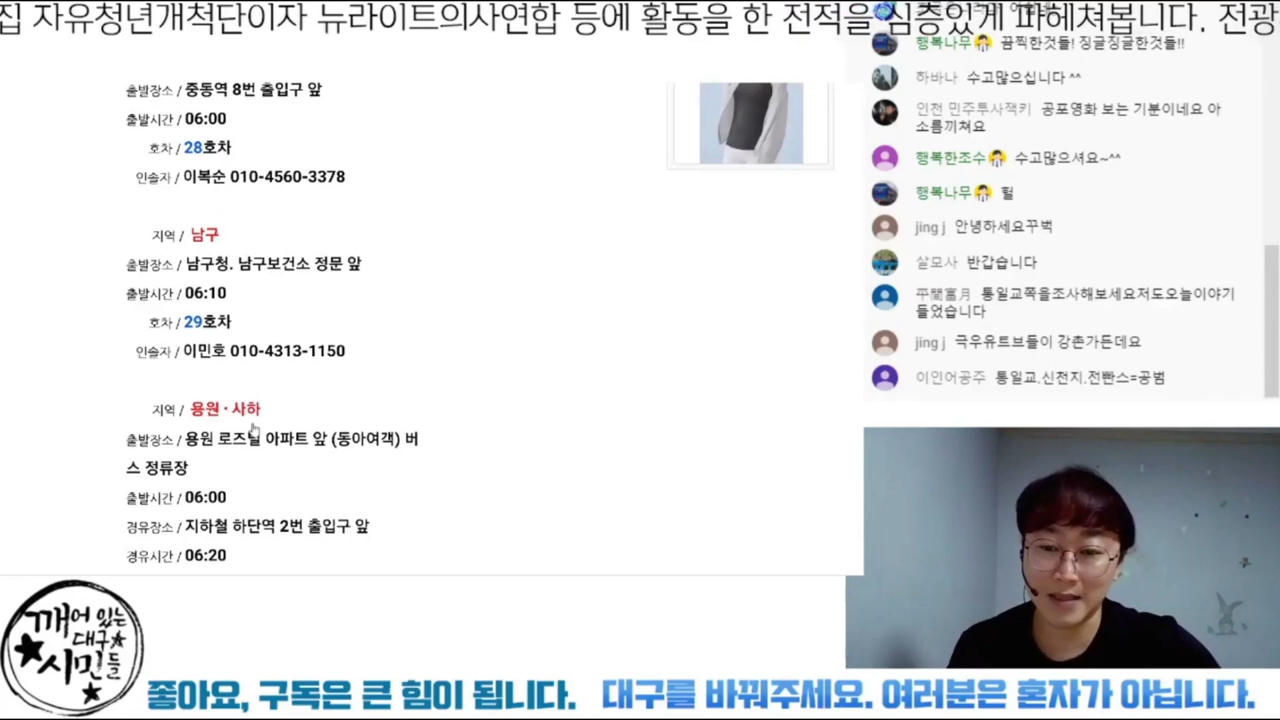 집 자유청년개척단이자 뉴라이트의사연합 등에 활동을 한 전적을 심층있게 파헤쳐봅니다. 전광
출발장소 / 중동역 8번 출입구 앞
출발시간 / 06:00
호차 / 28호차
인솔자 / 이복순 010-4560-3378
지역 / 남구
출발장소 / 남구청. 남구보건소 정문 앞
출발시간 / 06:10
호차 / 29호차
인솔자 / 이민호 010-4313-1150
지역 / 용원·사하
출발장소 / 용원 로즈빌 아파트 앞 (동아여객) 버
스 정류장
출발시간 / 06:00
경유장소 / 지하철 하단역 2번 출입구 앞
경유시간 / 06:20
행복나무 끔찍한것들! 징글징글한것들!!
하바나 수고많으십니다 ^^
인천 민주투사잭키 공포영화 보는 기분이네요 아
소름끼쳐요
행복한조수 수고많으셔요~^^
행복나무 헐
jing j 안녕하세요꾸벅
살모사 반갑습니다
통일교쪽을조사해보세요저도오늘이야기
들었습니다
jing j 극우유트브들이 강촌가든데요
이인어공주 통일교.신천지.전빤스=공범
깨어 있는
대구
시민들
좋아요, 구독은 큰 힘이 됩니다. 대구를 바꿔주세요. 여러분은 혼자가 아닙니다.